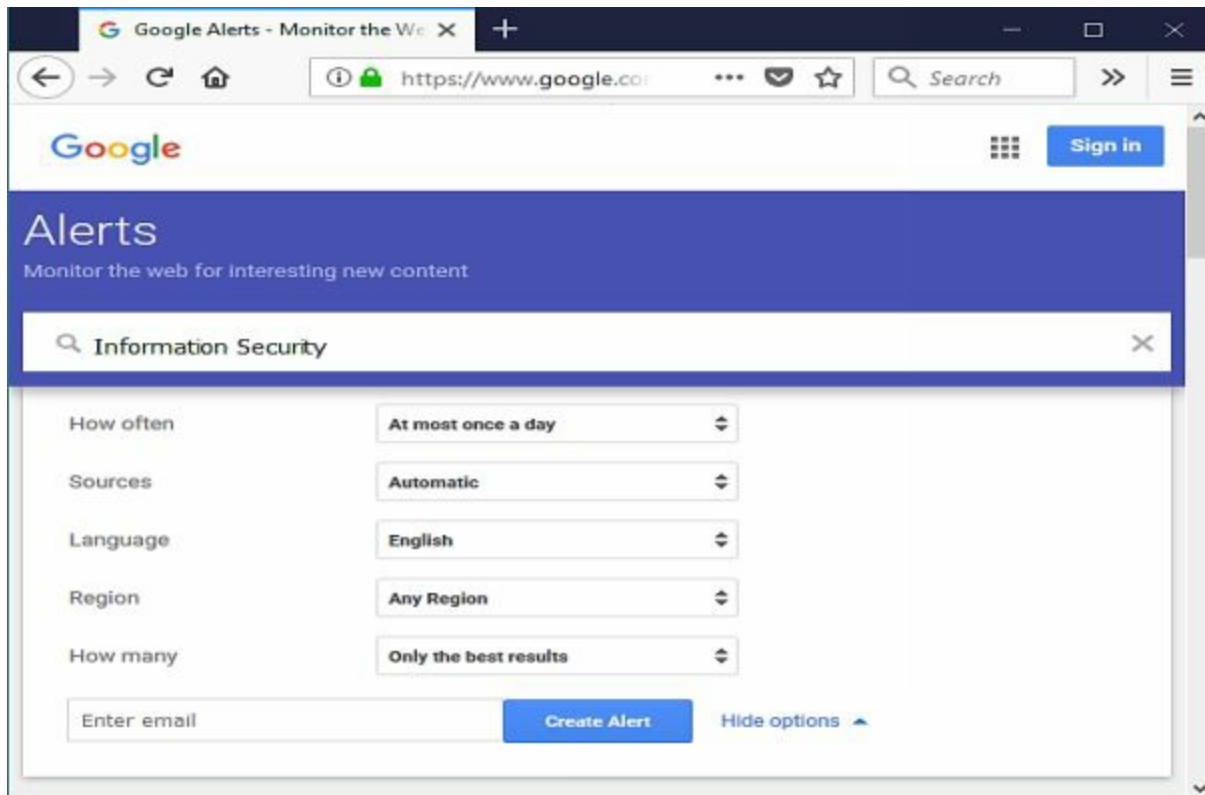 Google Alerts - Monitor the We
https://www.google.co
Search
Google
Sign in
Alerts
Monitor the web for interesting new content
Information Security
How often At most once a day
Sources Automatic
Language English
Region Any Region
How many Only the best results
Enter email Create Alert Hide options